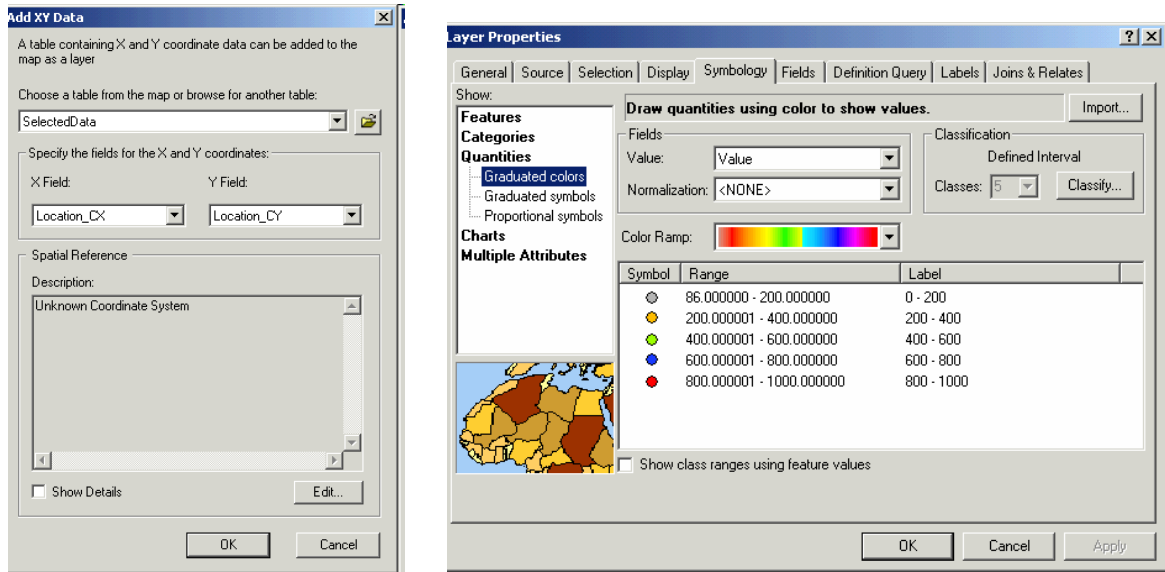 Add XY Data
A table containing X and Y coordinate data can be added to the
map as a layer
Choose a table from the map or browse for another table:
SelectedData
Specify the fields for the X and Y coordinates:
X Field:
Y Field:
Location_CX
Location_CY
Spatial Reference
Description:
Unknown Coordinate System
Show Details
Edit...
OK
Cancel
Layer Properties
General
Source
Selection
Display
Symbology
Fields
Definition Query
Labels
Joins & Relates
Show:
Features
Categories
Quantities
Graduated colors
Graduated symbols
Proportional symbols
Charts
Multiple Attributes
Draw quantities using color to show values.
Import...
Fields
Value:
Value
Normalization:
<NONE>
Classification
Defined Interval
Classes:
5
Classify...
Color Ramp:
Symbol Range Label
86.000000 - 200.000000 0 - 200
200.000001 - 400.000000 200 - 400
400.000001 - 600.000000 400 - 600
600.000001 - 800.000000 600 - 800
800.000001 - 1000.000000 800 - 1000
Show class ranges using feature values
OK
Cancel
Apply